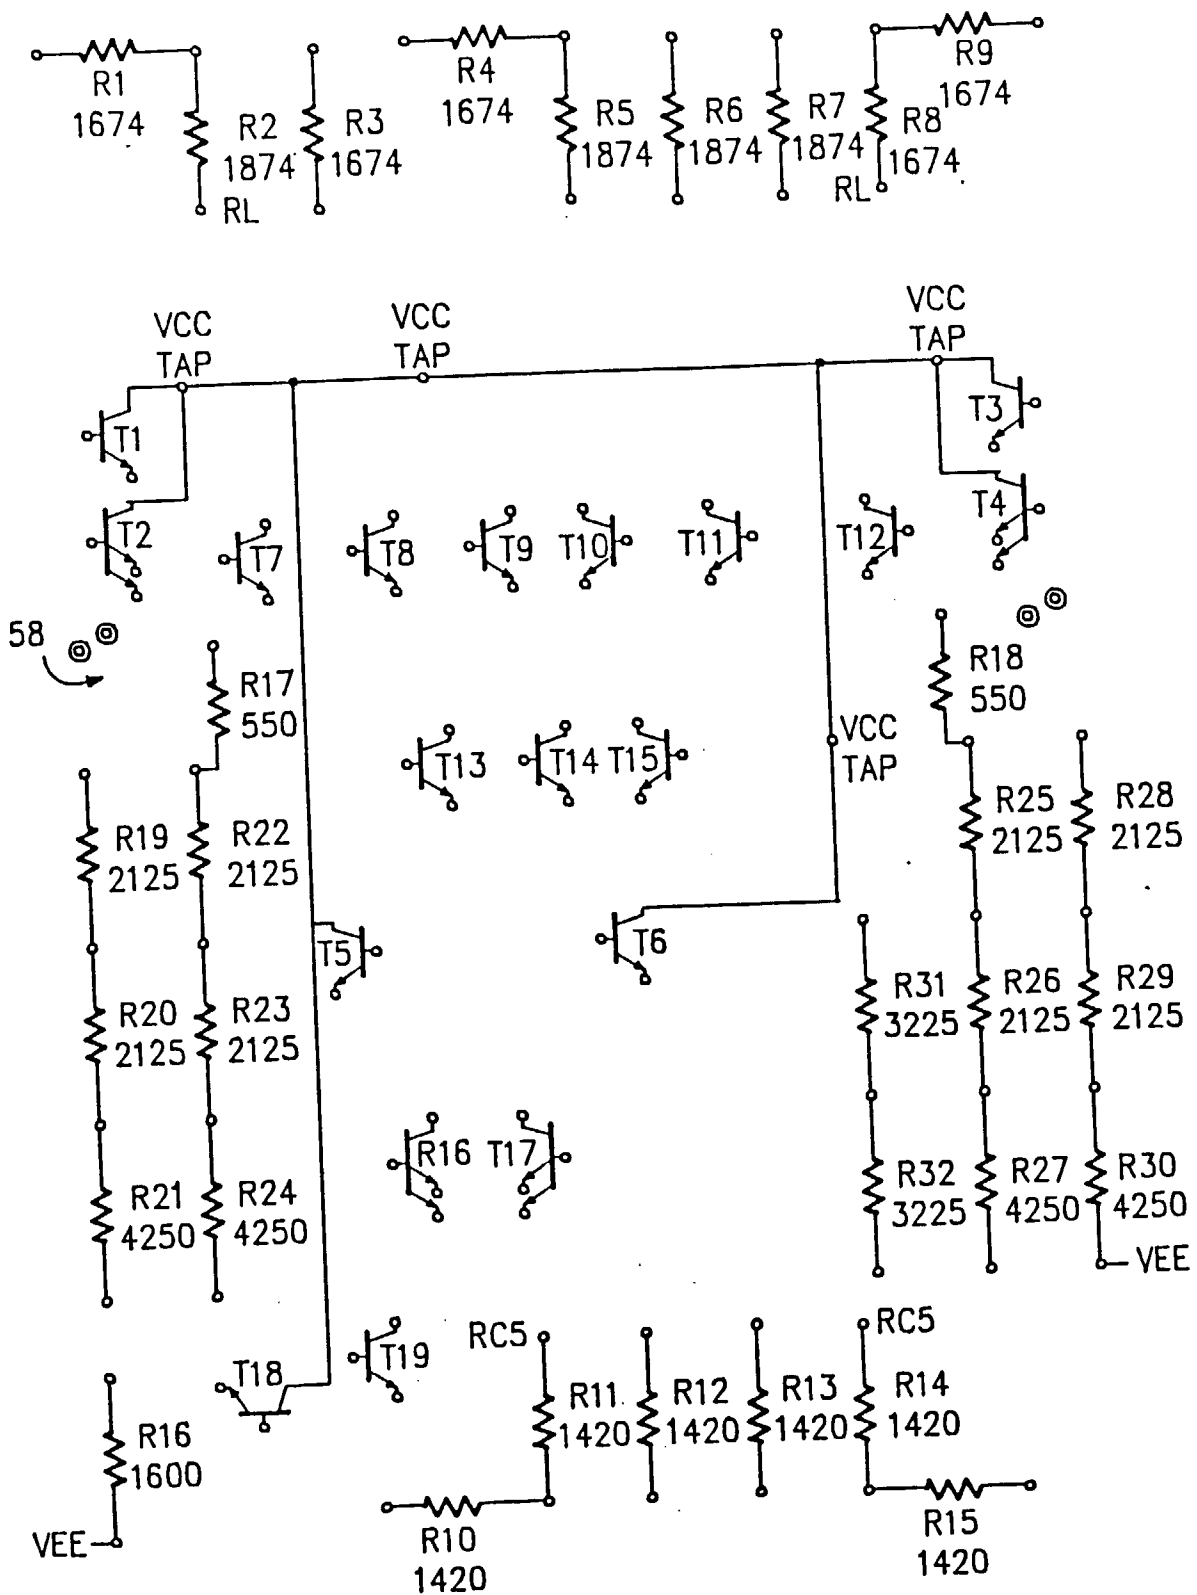 R1
1674
R2
1874
RL
R3
1674
R4
1674
R5
1874
R6
1874
R7
1874
R8
1674
RL
R9
1674
VCC
TAP
VCC
TAP
VCC
TAP
T1
T2
T3
T4
T7
T8
T9
T10
T11
T12
58
R17
550
R18
550
T13
T14
T15
VCC
TAP
R19
2125
R22
2125
R25
2125
R28
2125
T5
T6
R20
2125
R23
2125
R31
3225
R26
2125
R29
2125
R16
T17
R21
4250
R24
4250
R32
3225
R27
4250
R30
4250
VEE
T18
T19
RC5
RC5
R11
1420
R12
1420
R13
1420
R14
1420
R16
1600
VEE
R10
1420
R15
1420